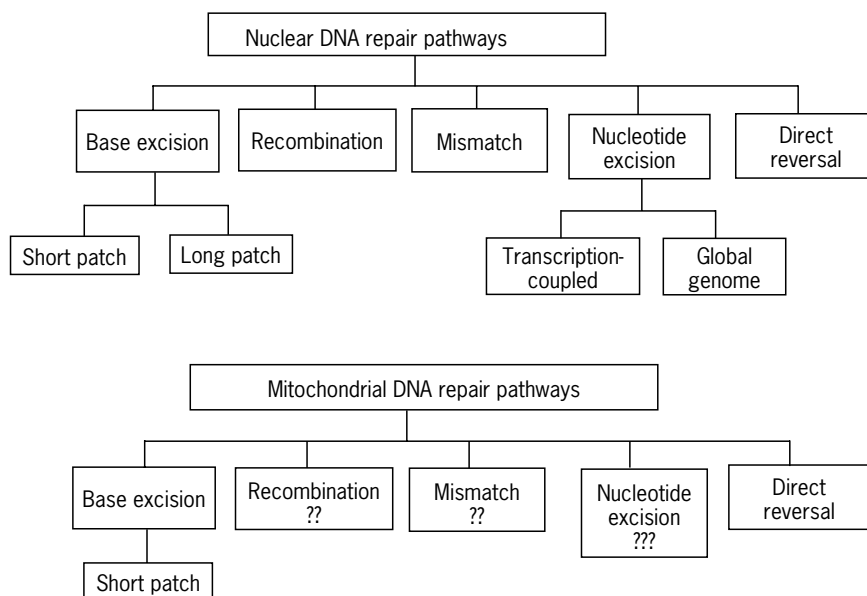 Nuclear DNA repair pathways
Base excision
Recombination
Mismatch
Nucleotide
excision
Direct
reversal
Short patch
Long patch
Transcription-
coupled
Global
genome
Mitochondrial DNA repair pathways
Base excision
Recombination
??
Mismatch
??
Nucleotide
excision
???
Direct
reversal
Short patch